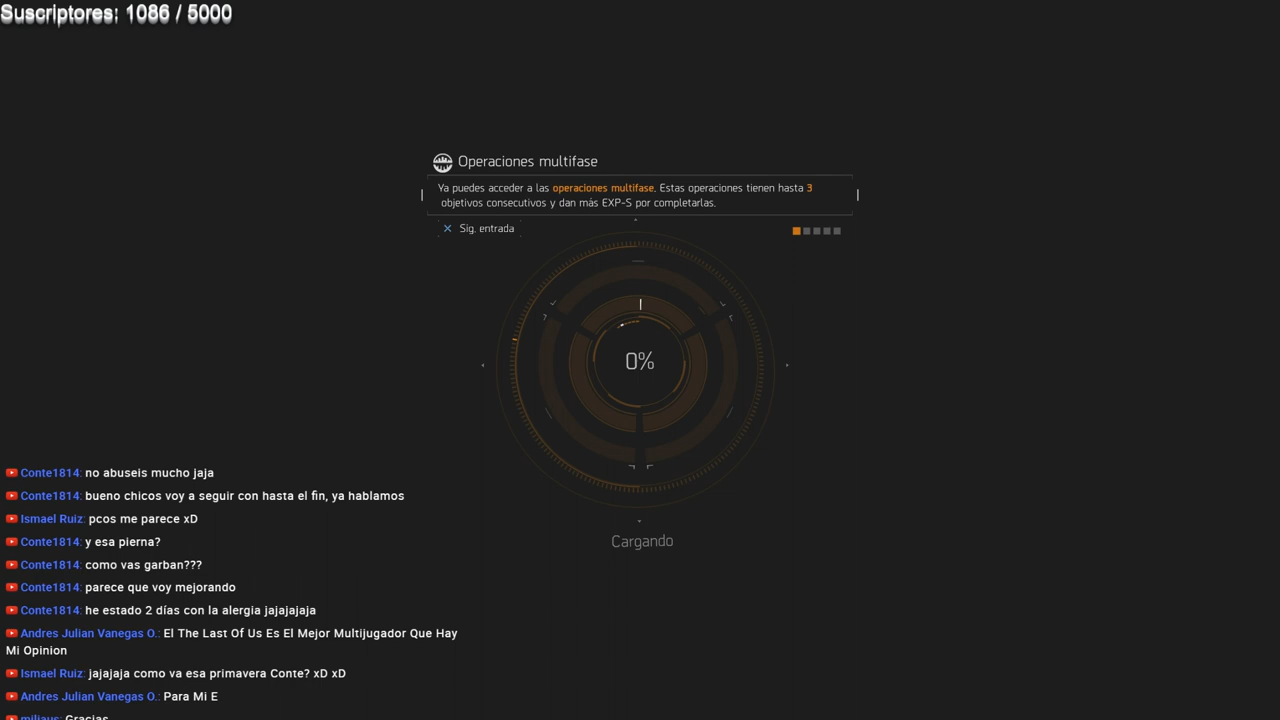 Suscriptores: 1086 / 5000
Operaciones multifase
Ya puedes acceder a las operaciones multifase. Estas operaciones tienen hasta 3
objetivos consecutivos y dan más EXP-S por completarlas.
Sig. entrada
0%
Cargando
Conte1814: no abuseis mucho jaja
Conte1814: bueno chicos voy a seguir con hasta el fin, ya hablamos
Ismael Ruiz: pcos me parece xD
Conte1814: y esa pierna?
Conte1814: como vas garban???
Conte1814: parece que voy mejorando
Conte1814: he estado 2 días con la alergia jajajajaja
Andres Julian Vanegas O.: El The Last Of Us Es El Mejor Multijugador Que Hay
Mi Opinion
Ismael Ruiz: jajajaja como va esa primavera Conte? xD xD
Andres Julian Vanegas O.: Para Mi E
Gracias